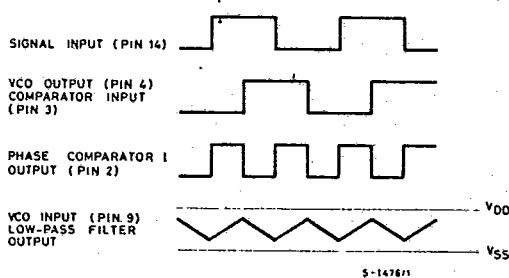 SIGNAL INPUT (PIN 14)
VCO OUTPUT (PIN 4)
COMPARATOR INPUT
(PIN 3)
PHASE COMPARATOR I
OUTPUT (PIN 2)
VDD
VCO INPUT (PIN 9)
LOW-PASS FILTER
OUTPUT
VSS
S-1476/1